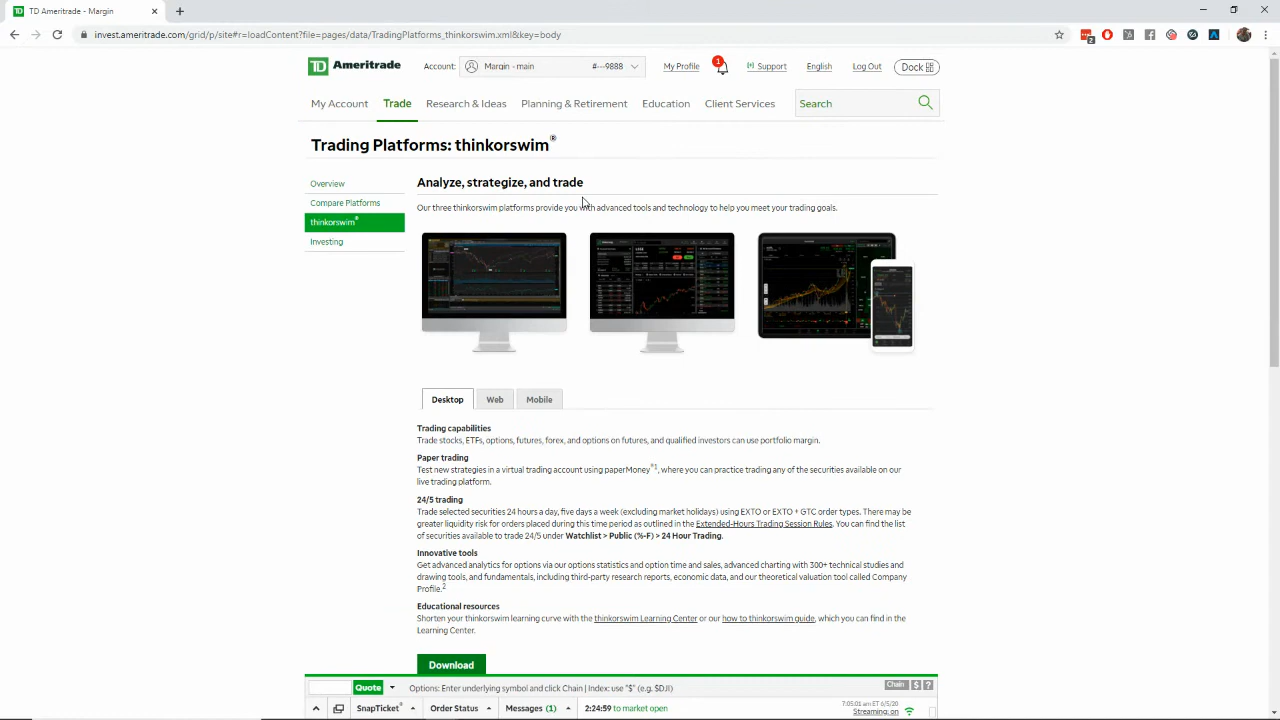 TD Ameritrade - Margin
invest.ameritrade.com/grid/p/site#r=loadContent?file=pages/data/TradingPlatforms_thinkorswim.xml&key=body
2
TD Ameritrade
Account: Margin - main #---9888
My Profile 1 Support English Log Out Dock
My Account Trade Research & Ideas Planning & Retirement Education Client Services Search
Trading Platforms: thinkorswim®
Overview
Compare Platforms
thinkorswim®
Investing
Analyze, strategize, and trade
Our three thinkorswim platforms provide you with advanced tools and technology to help you meet your trading goals.
Desktop Web Mobile
Trading capabilities
Trade stocks, ETFs, options, futures, forex, and options on futures, and qualified investors can use portfolio margin.
Paper trading
Test new strategies in a virtual trading account using paperMoney®1, where you can practice trading any of the securities available on our
live trading platform.
24/5 trading
Trade selected securities 24 hours a day, five days a week (excluding market holidays) using EXTO or EXTO + GTC order types. There may be
greater liquidity risk for orders placed during this time period as outlined in the Extended-Hours Trading Session Rules. You can find the list
of securities available to trade 24/5 under Watchlist > Public (%-F) > 24 Hour Trading.
Innovative tools
Get advanced analytics for options via our options statistics and option time and sales, advanced charting with 300+ technical studies and
drawing tools, and fundamentals, including third-party research reports, economic data, and our theoretical valuation tool called Company
Profile.2
Educational resources
Shorten your thinkorswim learning curve with the thinkorswim Learning Center or our how to thinkorswim guide, which you can find in the
Learning Center.
Download
Quote Options: Enter underlying symbol and click Chain | Index: use "$" (e.g. $DJI) Chain $ ?
SnapTicket® Order Status Messages (1) 2:24:59 to market open 7:05:01 am ET 6/5/20
Streaming: on